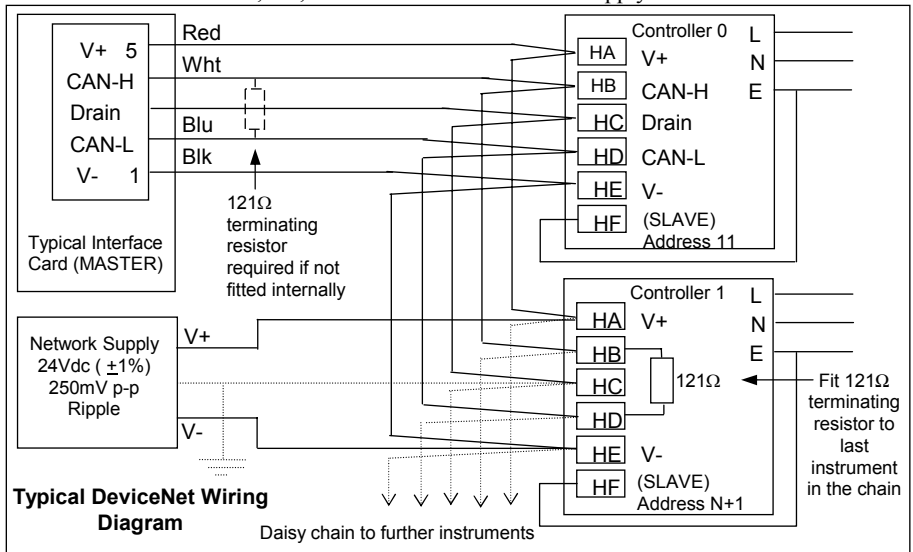 supply
V+ 5
CAN-H
Drain
CAN-L
V- 1
Typical Interface
Card (MASTER)
Red
Wht
Blu
Blk
121Ω
terminating
resistor
required if not
fitted internally
Controller 0
HA V+
HB CAN-H
HC Drain
HD CAN-L
HE V-
HF (SLAVE)
Address 11
L
N
E
Network Supply
24Vdc ( ±1%)
250mV p-p
Ripple
V+
V-
Controller 1
HA V+
HB
HC
HD
HE V-
HF (SLAVE)
Address N+1
121Ω
L
N
E
Fit 121Ω
terminating
resistor to
last
instrument
in the chain
Typical DeviceNet Wiring
Diagram
Daisy chain to further instruments